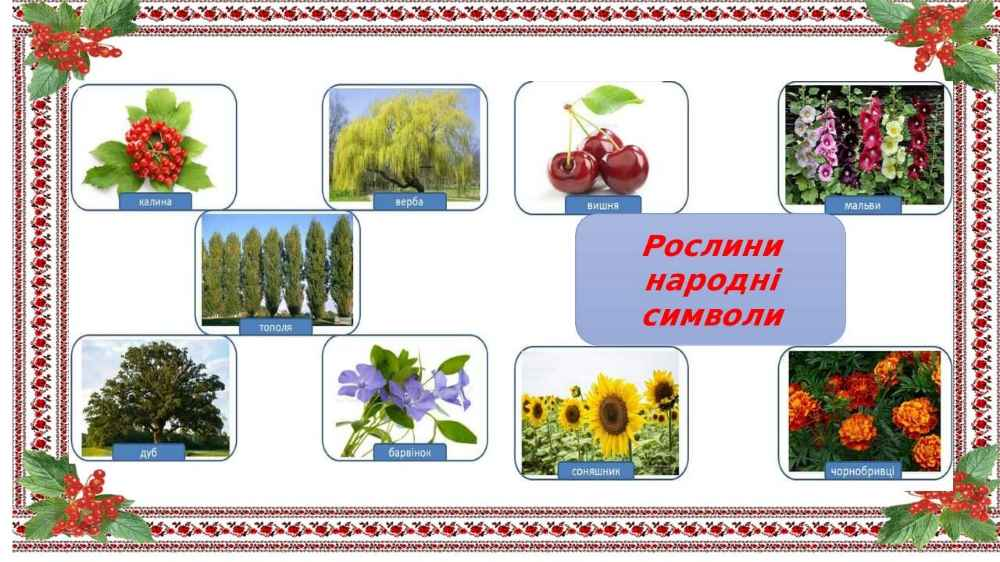 калина
верба
вишня
мальви
тополя
Рослини
народні
символи
дуб
барвінок
соняшник
чорнобривці